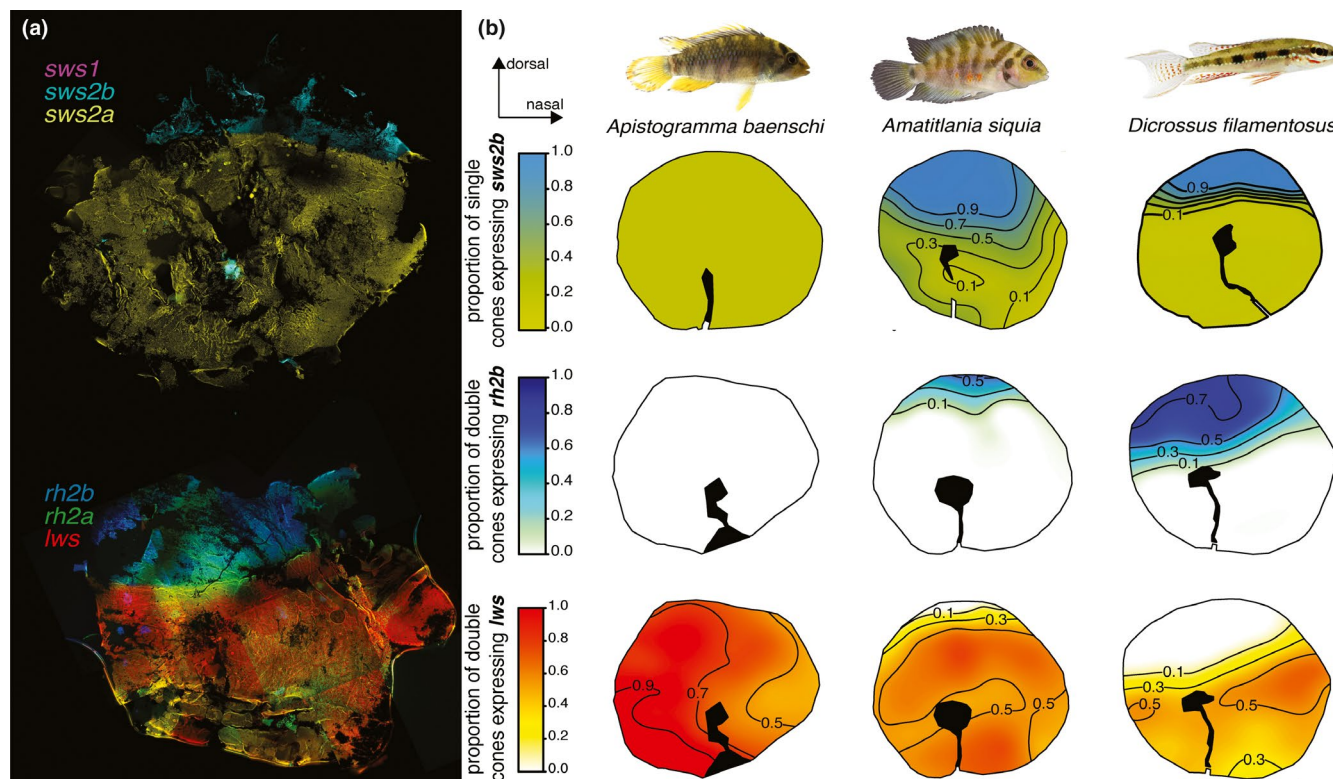 (a)
sws1
sws2b
sws2a
rh2b
rh2a
lws
(b)
dorsal
nasal
Apistogramma baenschi
Amatitlania siquia
Dicrossus filamentosus
proportion of single
cones expressing sws2b
1.0
0.8
0.6
0.4
0.2
0.0
0.9
0.7
0.5
0.3
0.1
0.1
0.9
0.1
proportion of double
cones expressing rh2b
1.0
0.8
0.6
0.4
0.2
0.0
0.5
0.1
0.7
0.5
0.3
0.1
proportion of double
cones expressing lws
1.0
0.8
0.6
0.4
0.2
0.0
0.9
0.7
0.5
0.1
0.3
0.5
0.1
0.3
0.5
0.3